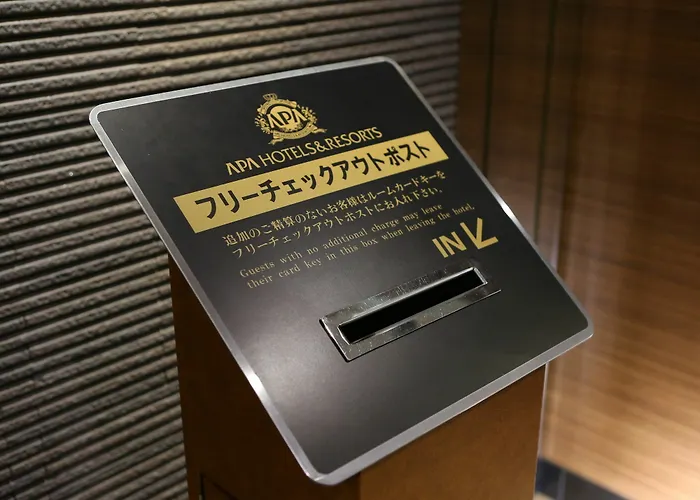 APA
APA HOTELS&RESORTS
フリーチェックアウトポスト
追加のご精算のないお客様はルームカードキーを
フリーチェックアウトポストにお入れ下さい。
Guests with no additional charge may leave
their card key in this box when leaving the hotel.
IN